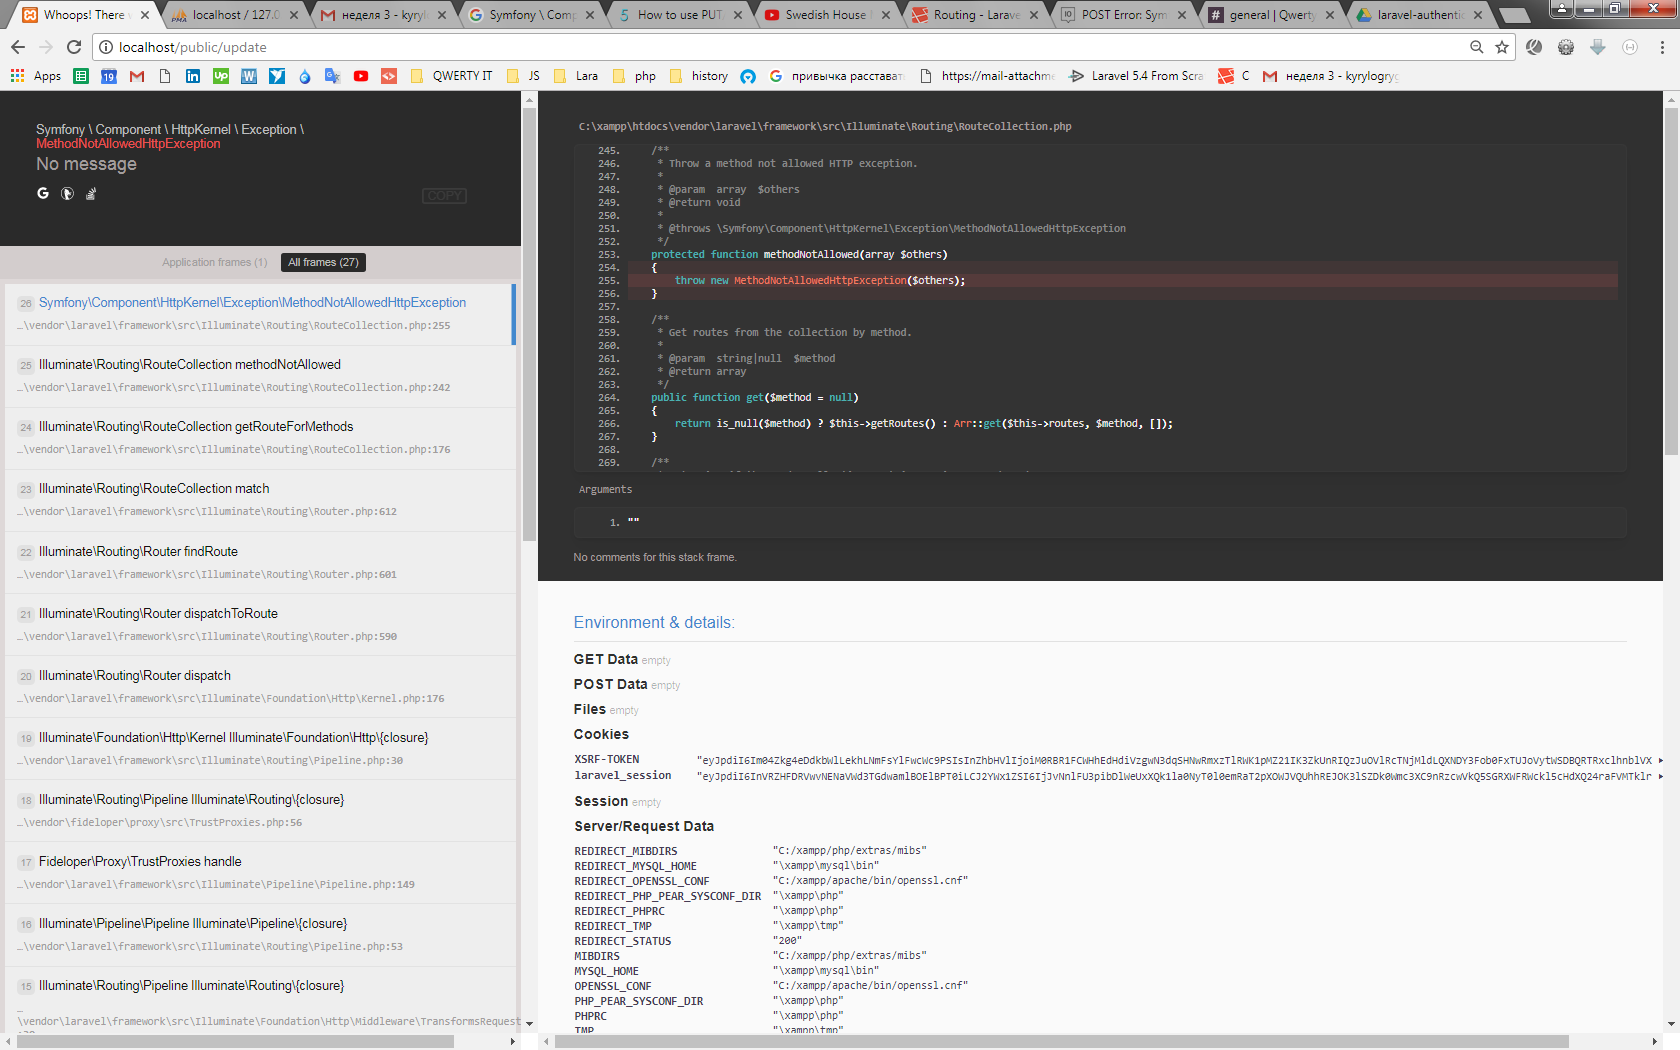 Whoops! There
localhost / 127.0
неделя 3 - kyryl
Symfony \ Comp
How to use PUT
Swedish House
Routing - Larave
POST Error: Sym
general | Qwerty
laravel-authentic
localhost/public/update
Apps
19
QWERTY IT
JS
Lara
php
history
привычка расстават
https://mail-attachme
Laravel 5.4 From Scra
C
неделя 3 - kyrylogry
Symfony \ Component \ HttpKernel \ Exception \
MethodNotAllowedHttpException
No message
COPY
Application frames (1)
All frames (27)
26 Symfony\Component\HttpKernel\Exception\MethodNotAllowedHttpException
…\vendor\laravel\framework\src\Illuminate\Routing\RouteCollection.php:255
25 Illuminate\Routing\RouteCollection methodNotAllowed
…\vendor\laravel\framework\src\Illuminate\Routing\RouteCollection.php:242
24 Illuminate\Routing\RouteCollection getRouteForMethods
…\vendor\laravel\framework\src\Illuminate\Routing\RouteCollection.php:176
23 Illuminate\Routing\RouteCollection match
…\vendor\laravel\framework\src\Illuminate\Routing\Router.php:612
22 Illuminate\Routing\Router findRoute
…\vendor\laravel\framework\src\Illuminate\Routing\Router.php:601
21 Illuminate\Routing\Router dispatchToRoute
…\vendor\laravel\framework\src\Illuminate\Routing\Router.php:590
20 Illuminate\Routing\Router dispatch
…\vendor\laravel\framework\src\Illuminate\Foundation\Http\Kernel.php:176
19 Illuminate\Foundation\Http\Kernel Illuminate\Foundation\Http\{closure}
…\vendor\laravel\framework\src\Illuminate\Routing\Pipeline.php:30
18 Illuminate\Routing\Pipeline Illuminate\Routing\{closure}
…\vendor\fideloper\proxy\src\TrustProxies.php:56
17 Fideloper\Proxy\TrustProxies handle
…\vendor\laravel\framework\src\Illuminate\Pipeline\Pipeline.php:149
16 Illuminate\Pipeline\Pipeline Illuminate\Pipeline\{closure}
…\vendor\laravel\framework\src\Illuminate\Routing\Pipeline.php:53
15 Illuminate\Routing\Pipeline Illuminate\Routing\{closure}
…
\vendor\laravel\framework\src\Illuminate\Foundation\Http\Middleware\TransformsRequest
C:\xampp\htdocs\vendor\laravel\framework\src\Illuminate\Routing\RouteCollection.php
245. /**
246. * Throw a method not allowed HTTP exception.
247. *
248. * @param  array  $others
249. * @return void
250. *
251. * @throws \Symfony\Component\HttpKernel\Exception\MethodNotAllowedHttpException
252. */
253. protected function methodNotAllowed(array $others)
254. {
255. throw new MethodNotAllowedHttpException($others);
256. }
257.
258. /**
259. * Get routes from the collection by method.
260. *
261. * @param  string|null  $method
262. * @return array
263. */
264. public function get($method = null)
265. {
266. return is_null($method) ? $this->getRoutes() : Arr::get($this->routes, $method, []);
267. }
268.
269. /**
Arguments
1. ""
No comments for this stack frame.
Environment & details:
GET Data empty
POST Data empty
Files empty
Cookies
XSRF-TOKEN
laravel_session
Session empty
Server/Request Data
REDIRECT_MIBDIRS "C:/xampp/php/extras/mibs"
REDIRECT_MYSQL_HOME "\xampp\mysql\bin"
REDIRECT_OPENSSL_CONF "C:/xampp/apache/bin/openssl.cnf"
REDIRECT_PHP_PEAR_SYSCONF_DIR "\xampp\php"
REDIRECT_PHPRC "\xampp\php"
REDIRECT_TMP "\xampp\tmp"
REDIRECT_STATUS "200"
MIBDIRS "C:/xampp/php/extras/mibs"
MYSQL_HOME "\xampp\mysql\bin"
OPENSSL_CONF "C:/xampp/apache/bin/openssl.cnf"
PHP_PEAR_SYSCONF_DIR "\xampp\php"
PHPRC "\xampp\php"
TMP "\xampp\tmp"